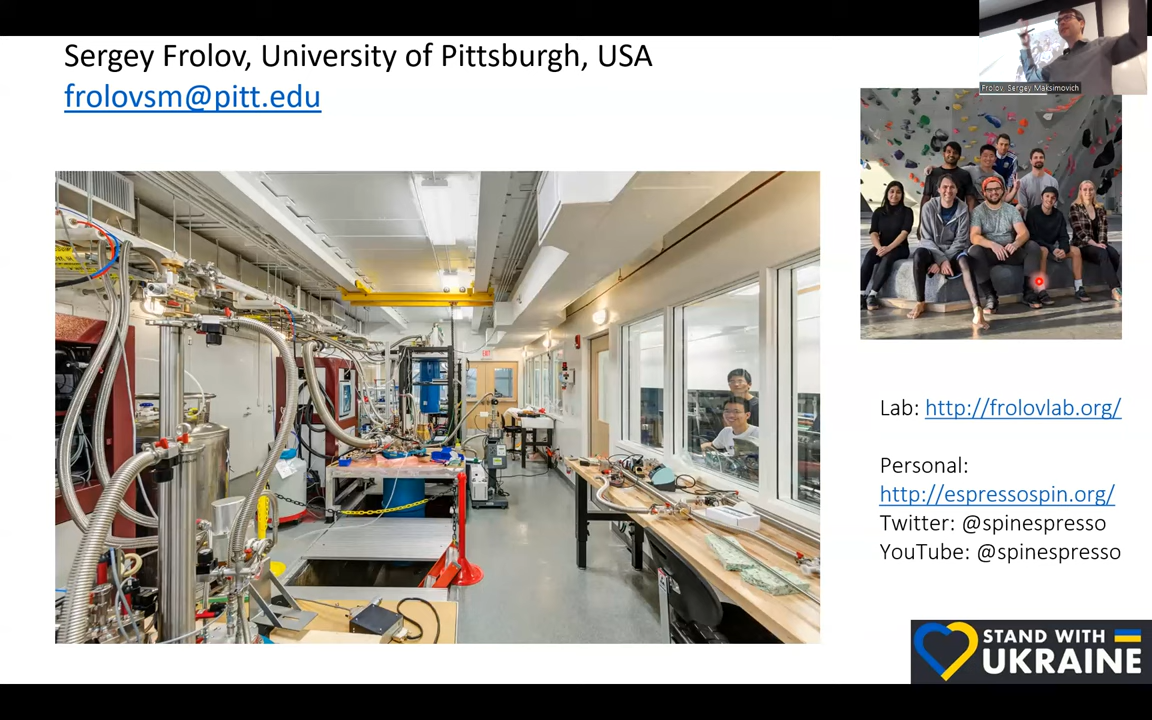 Sergey Frolov, University of Pittsburgh, USA
frolovsm@pitt.edu
Frolov, Sergey Maksimovich
Lab: http://frolovlab.org/
Personal:
http://espressospin.org/
Twitter: @spinespresso
YouTube: @spinespresso
STAND WITH
UKRAINE